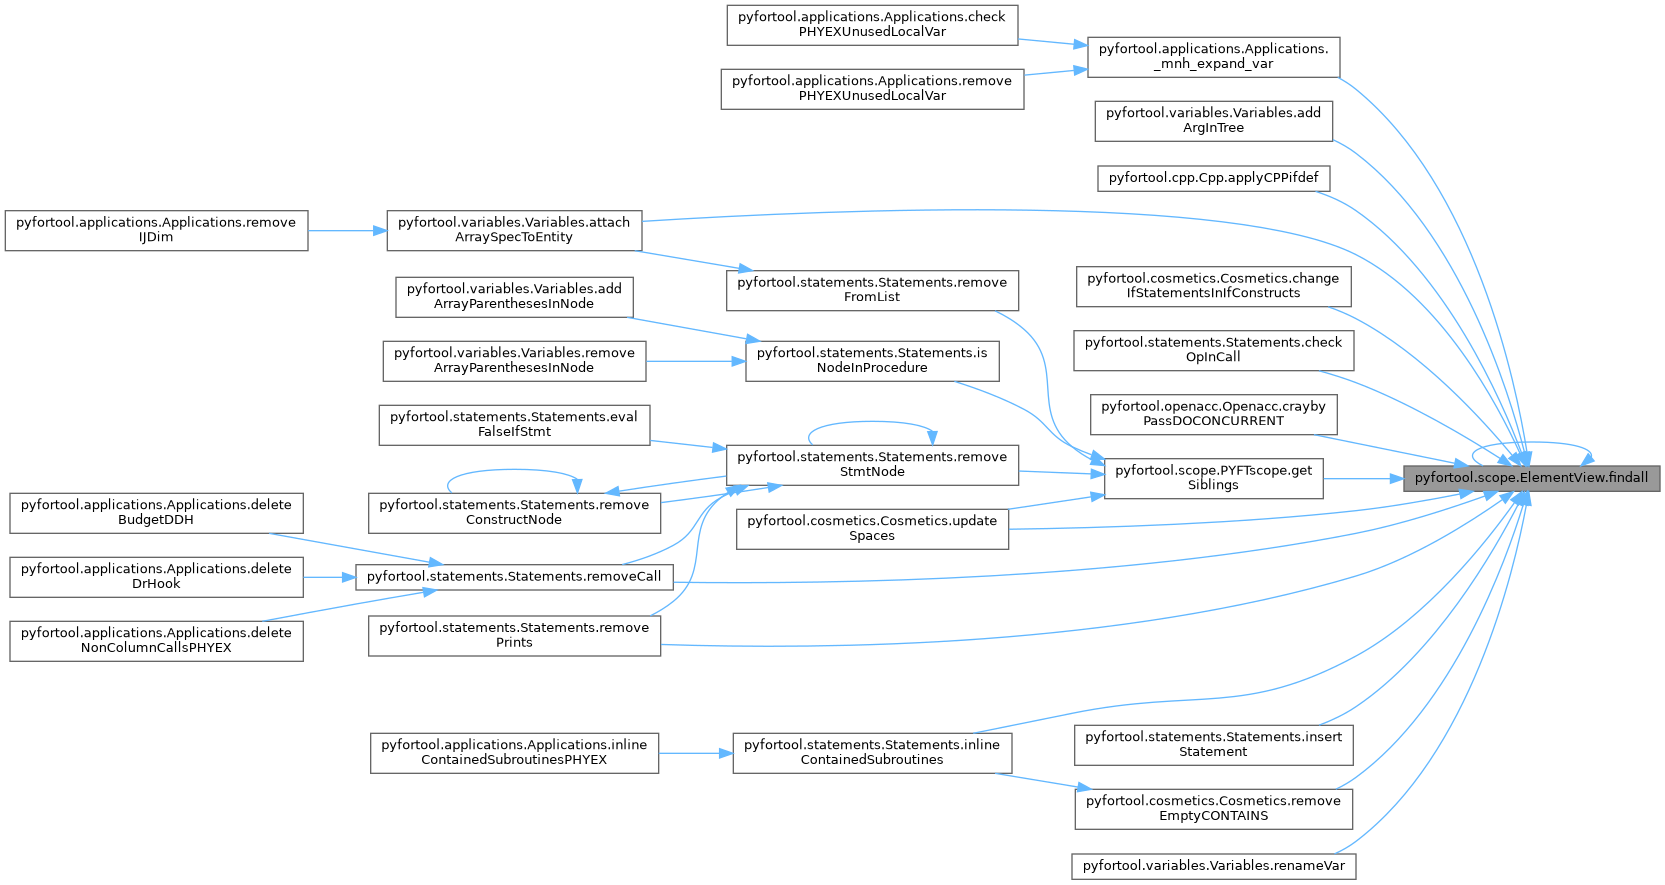 pyfortool.applications.Applications.check
PHYEXUnusedLocalVar
pyfortool.applications.Applications.
_mnh_expand_var
pyfortool.applications.Applications.remove
PHYEXUnusedLocalVar
pyfortool.variables.Variables.add
ArgInTree
pyfortool.cpp.Cpp.applyCPPifdef
pyfortool.applications.Applications.remove
IJDim
pyfortool.variables.Variables.attach
ArraySpecToEntity
pyfortool.statements.Statements.remove
FromList
pyfortool.cosmetics.Cosmetics.change
IfStatementsInIfConstructs
pyfortool.variables.Variables.add
ArrayParenthesesInNode
pyfortool.statements.Statements.check
OpInCall
pyfortool.variables.Variables.remove
ArrayParenthesesInNode
pyfortool.statements.Statements.is
NodeInProcedure
pyfortool.openacc.Openacc.crayby
PassDOCONCURRENT
pyfortool.statements.Statements.eval
FalseIfStmt
pyfortool.statements.Statements.remove
StmtNode
pyfortool.scope.PYFTscope.get
Siblings
pyfortool.scope.ElementView.findall
pyfortool.applications.Applications.delete
BudgetDDH
pyfortool.statements.Statements.remove
ConstructNode
pyfortool.cosmetics.Cosmetics.update
Spaces
pyfortool.applications.Applications.delete
DrHook
pyfortool.statements.Statements.removeCall
pyfortool.applications.Applications.delete
NonColumnCallsPHYEX
pyfortool.statements.Statements.remove
Prints
pyfortool.applications.Applications.inline
ContainedSubroutinesPHYEX
pyfortool.statements.Statements.inline
ContainedSubroutines
pyfortool.statements.Statements.insert
Statement
pyfortool.cosmetics.Cosmetics.remove
EmptyCONTAINS
pyfortool.variables.Variables.renameVar